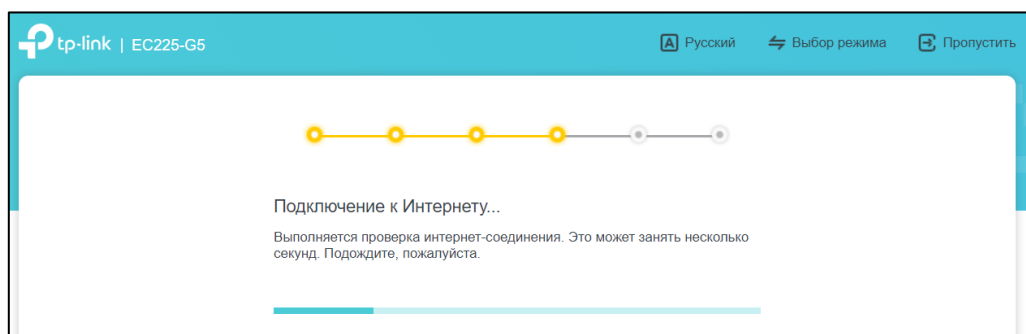 tp-link | EC225-G5
A Русский
Выбор режима
Пропустить
Подключение к Интернету...
Выполняется проверка интернет-соединения. Это может занять несколько
секунд. Подождите, пожалуйста.